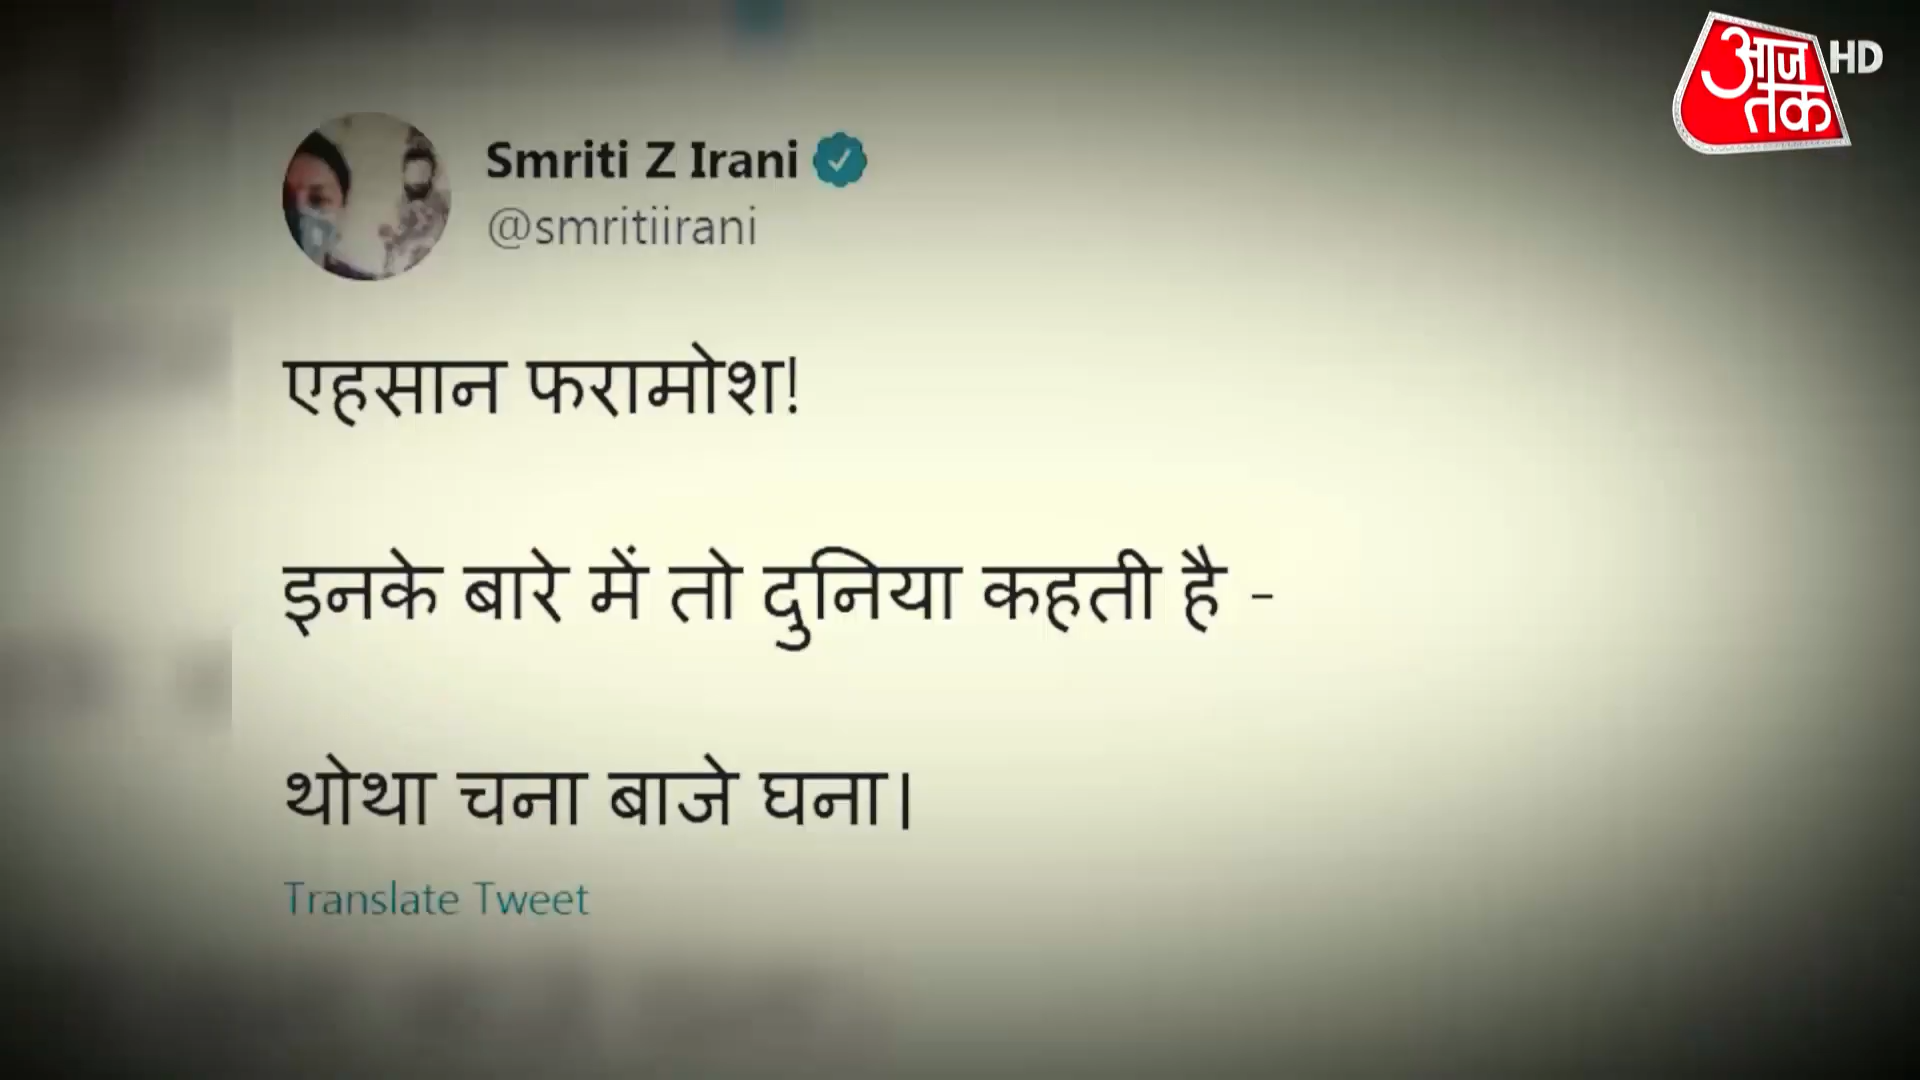 आज
तक HD
Smriti Z Irani
@smritiirani
एहसान फरामोश!
इनके बारे में तो दुनिया कहती है -
थोथा चना बाजे घना।
Translate Tweet